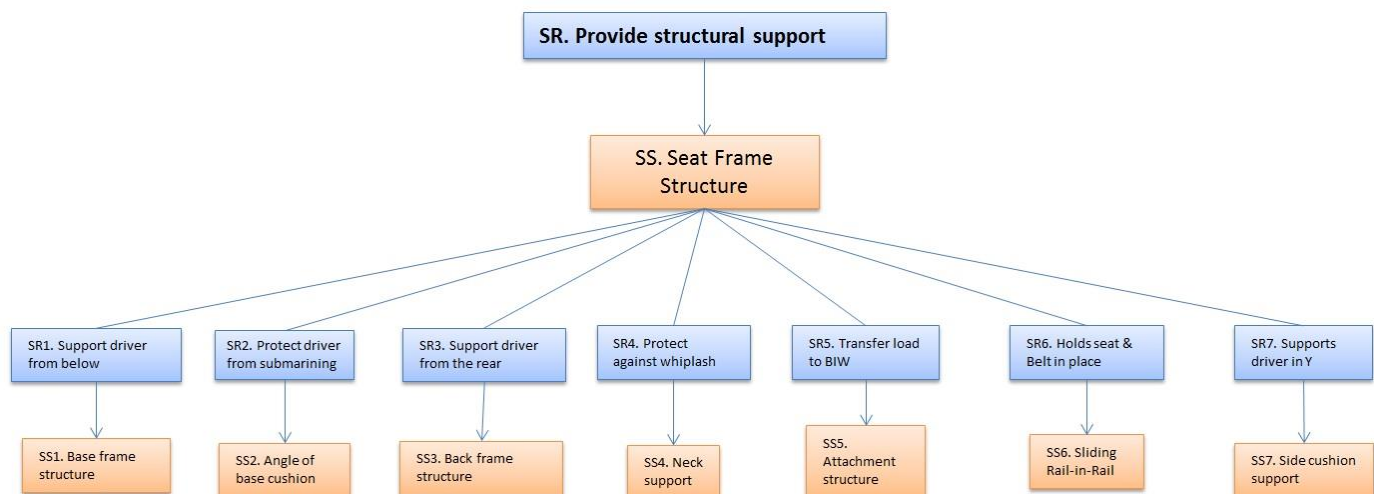 SR. Provide structural support
SS. Seat Frame
Structure
SR1. Support driver
from below
SR2. Protect driver
from submarining
SR3. Support driver
from the rear
SR4. Protect
against whiplash
SR5. Transfer load
to BIW
SR6. Holds seat &
Belt in place
SR7. Supports
driver in Y
SS1. Base frame
structure
SS2. Angle of
base cushion
SS3. Back frame
structure
SS4. Neck
support
SS5.
Attachment
structure
SS6. Sliding
Rail-in-Rail
SS7. Side cushion
support